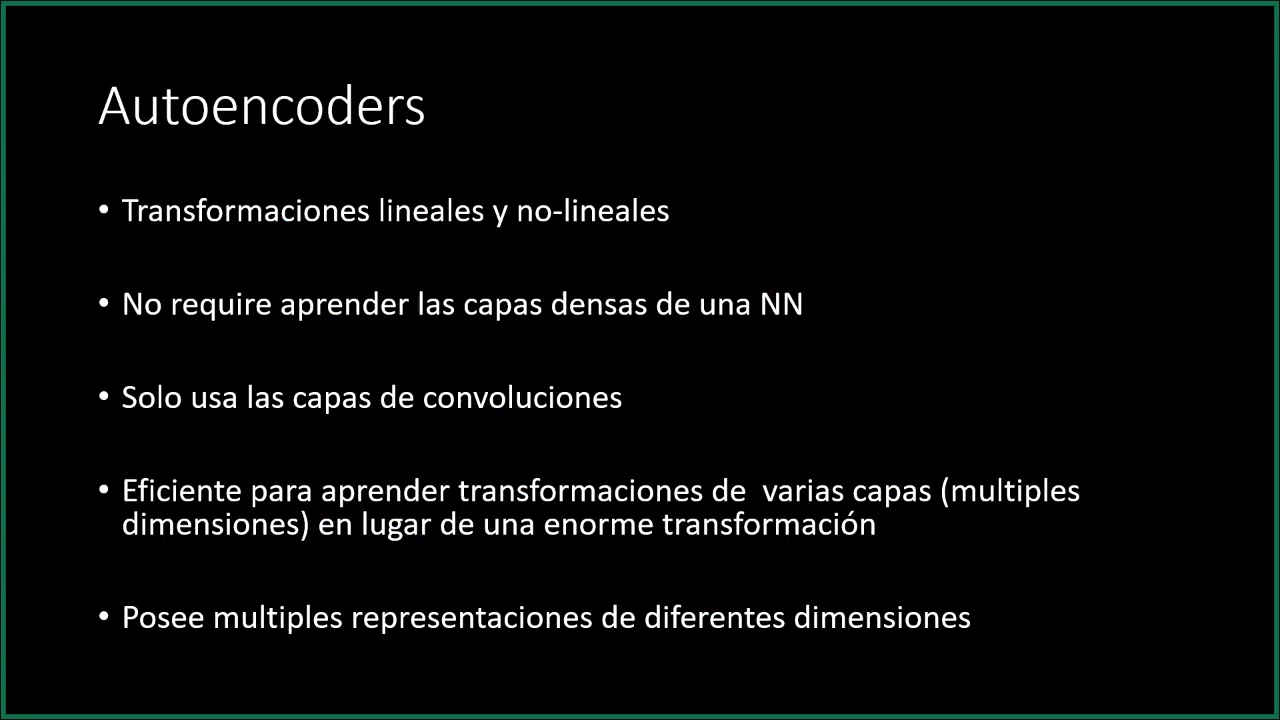 Autoencoders
• Transformaciones lineales y no-lineales
• No require aprender las capas densas de una NN
• Solo usa las capas de convoluciones
• Eficiente para aprender transformaciones de  varias capas (multiples
dimensiones) en lugar de una enorme transformación
• Posee multiples representaciones de diferentes dimensiones